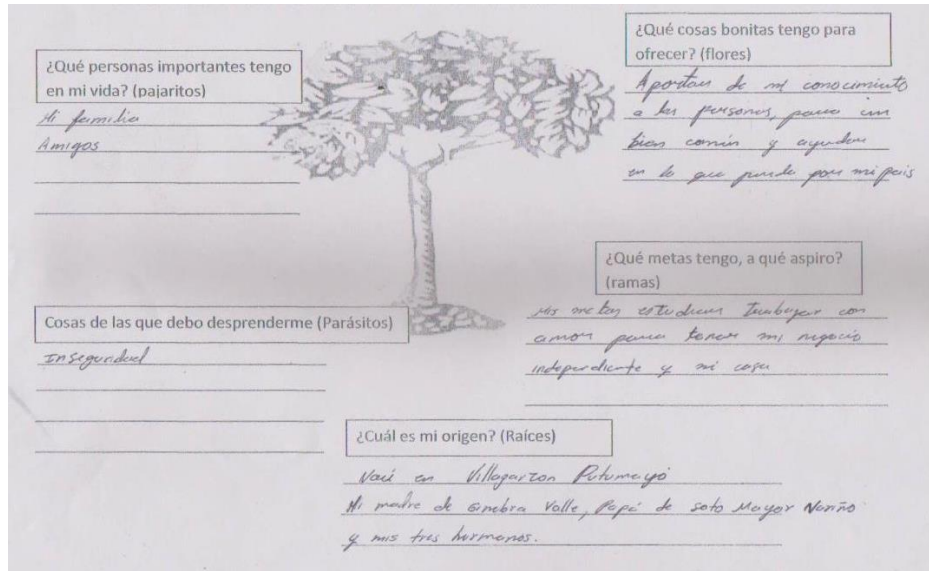 ¿Qué personas importantes tengo
en mi vida? (pajaritos)
Mi familia
Amigos
¿Qué cosas bonitas tengo para
ofrecer? (flores)
Aportar de mi conocimiento
a las personas, para un
bien común y ayudar
en lo que pueda por mi pais
¿Qué metas tengo, a qué aspiro?
(ramas)
Mis metas estudiar trabajar con
amor para tener mi negocio
independiente y mi casa
Cosas de las que debo desprenderme (Parásitos)
Inseguridad
¿Cuál es mi origen? (Raíces)
Naci en Villagarzon Putumayo
Mi madre de Ginebra Valle, Papá de Soto Mayor Nariño
y mis tres hermanos.